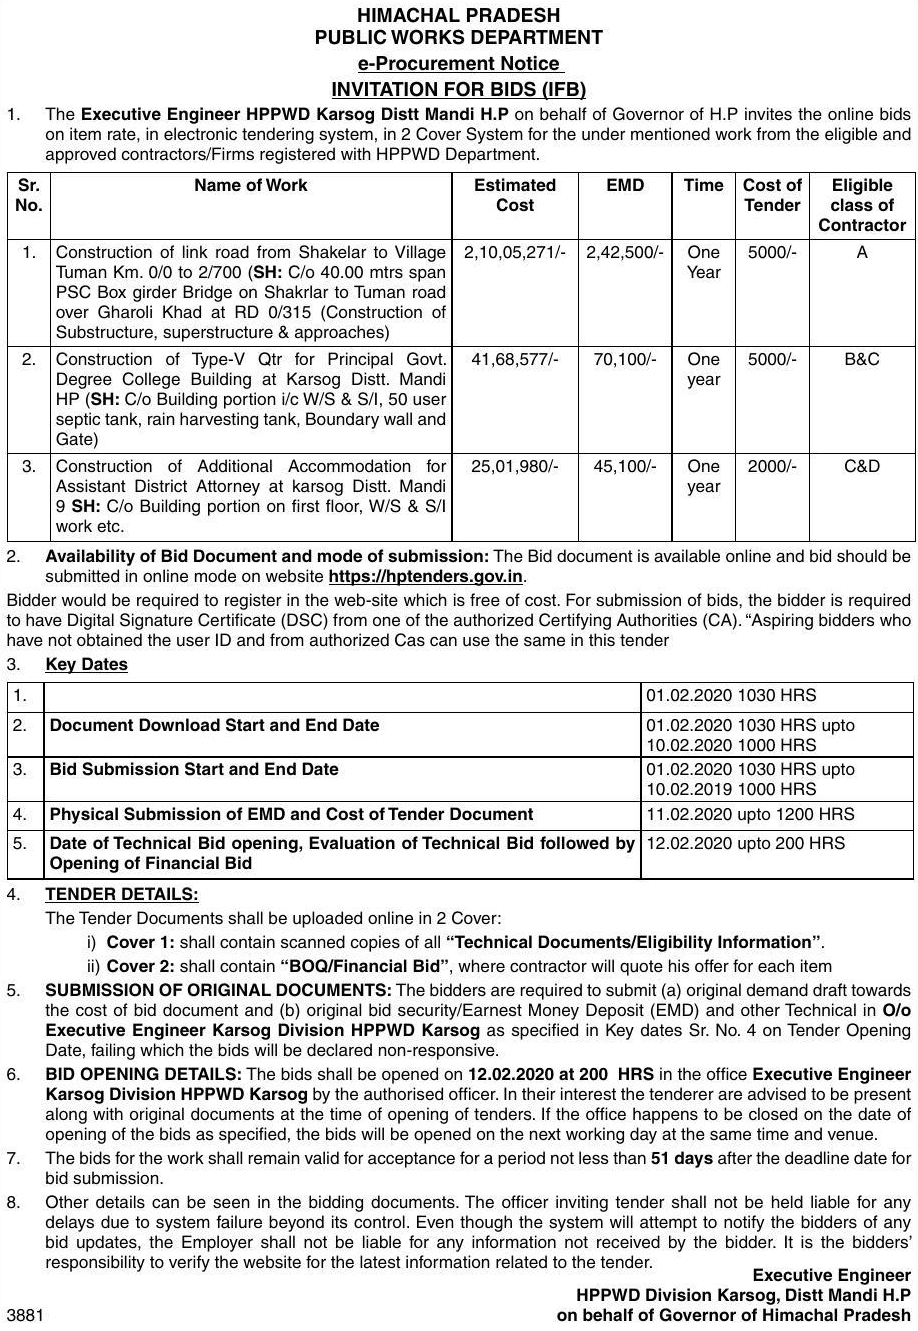 HIMACHAL PRADESH
PUBLIC WORKS DEPARTMENT
e-Procurement Notice
INVITATION FOR BIDS (IFB)
1. The Executive Engineer HPPWD Karsog Distt Mandi H.P on behalf of Governor of H.P invites the online bids
on item rate, in electronic tendering system, in 2 Cover System for the under mentioned work from the eligible and
approved contractors/Firms registered with HPPWD Department.
Sr. Name of Work Estimated EMD Time Cost of Eligible
No. Cost Tender class of
Contractor
1. Construction of link road from Shakelar to Village 2,10,05,271/- 2,42,500/- One 5000/- A
Tuman Km. 0/0 to 2/700 (SH: C/o 40.00 mtrs span Year
PSC Box girder Bridge on Shakrlar to Tuman road
over Gharoli Khad at RD 0/315 (Construction of
Substructure, superstructure & approaches)
2. Construction of Type-V Qtr for Principal Govt. 41,68,577/- 70,100/- One 5000/- B&C
Degree College Building at Karsog Distt. Mandi year
HP (SH: C/o Building portion i/c W/S & S/I, 50 user
septic tank, rain harvesting tank, Boundary wall and
Gate)
3. Construction of Additional Accommodation for 25,01,980/- 45,100/- One 2000/- C&D
Assistant District Attorney at karsog Distt. Mandi year
9 SH: C/o Building portion on first floor, W/S & S/I
work etc.
2. Availability of Bid Document and mode of submission: The Bid document is available online and bid should be
submitted in online mode on website https://hptenders.gov.in.
Bidder would be required to register in the web-site which is free of cost. For submission of bids, the bidder is required
to have Digital Signature Certificate (DSC) from one of the authorized Certifying Authorities (CA). “Aspiring bidders who
have not obtained the user ID and from authorized Cas can use the same in this tender
3. Key Dates
1. 01.02.2020 1030 HRS
2. Document Download Start and End Date 01.02.2020 1030 HRS upto
10.02.2020 1000 HRS
3. Bid Submission Start and End Date 01.02.2020 1030 HRS upto
10.02.2019 1000 HRS
4. Physical Submission of EMD and Cost of Tender Document 11.02.2020 upto 1200 HRS
5. Date of Technical Bid opening, Evaluation of Technical Bid followed by 12.02.2020 upto 200 HRS
Opening of Financial Bid
4. TENDER DETAILS:
The Tender Documents shall be uploaded online in 2 Cover:
i) Cover 1: shall contain scanned copies of all “Technical Documents/Eligibility Information”.
ii) Cover 2: shall contain “BOQ/Financial Bid”, where contractor will quote his offer for each item
5. SUBMISSION OF ORIGINAL DOCUMENTS: The bidders are required to submit (a) original demand draft towards
the cost of bid document and (b) original bid security/Earnest Money Deposit (EMD) and other Technical in O/o
Executive Engineer Karsog Division HPPWD Karsog as specified in Key dates Sr. No. 4 on Tender Opening
Date, failing which the bids will be declared non-responsive.
6. BID OPENING DETAILS: The bids shall be opened on 12.02.2020 at 200 HRS in the office Executive Engineer
Karsog Division HPPWD Karsog by the authorised officer. In their interest the tenderer are advised to be present
along with original documents at the time of opening of tenders. If the office happens to be closed on the date of
opening of the bids as specified, the bids will be opened on the next working day at the same time and venue.
7. The bids for the work shall remain valid for acceptance for a period not less than 51 days after the deadline date for
bid submission.
8. Other details can be seen in the bidding documents. The officer inviting tender shall not be held liable for any
delays due to system failure beyond its control. Even though the system will attempt to notify the bidders of any
bid updates, the Employer shall not be liable for any information not received by the bidder. It is the bidders’
responsibility to verify the website for the latest information related to the tender.
Executive Engineer
HPPWD Division Karsog, Distt Mandi H.P
3881 on behalf of Governor of Himachal Pradesh